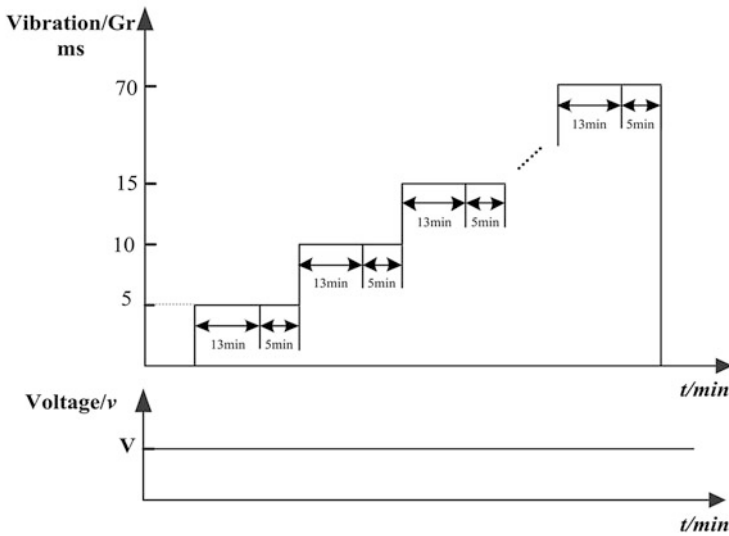 Vibration/Gr
ms
70
13min 5min
15
13min 5min
10
13min 5min
5
13min 5min
t/min
Voltage/v
V
t/min